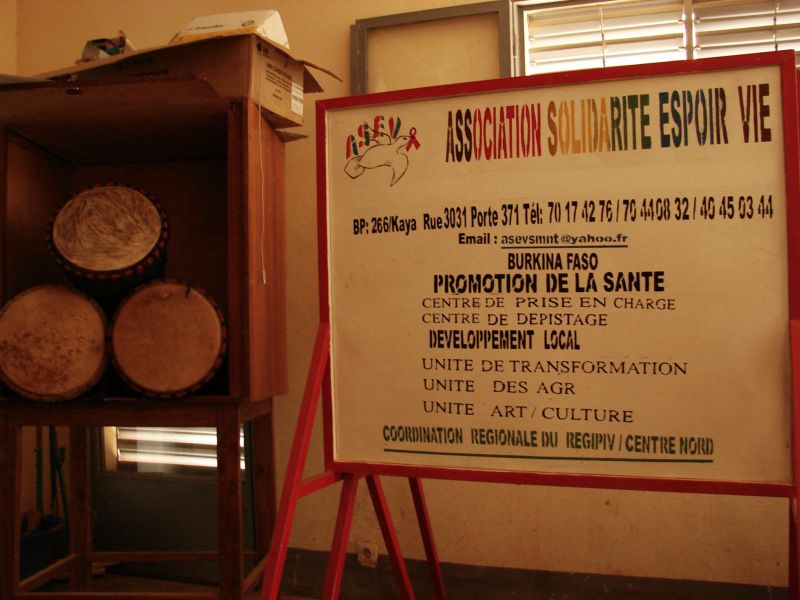 ASEV
ASSOCIATION SOLIDARITE ESPOIR VIE
BP: 266/Kaya Rue 3031 Porte 371 Tél: 70 17 42 76 / 70 44 08 32 / 40 45 03 44
Email : asevsmnt@yahoo.fr
BURKINA FASO
PROMOTION DE LA SANTE
CENTRE DE PRISE EN CHARGE
CENTRE DE DEPISTAGE
DEVELOPPEMENT LOCAL
UNITE DE TRANSFORMATION
UNITE DES AGR
UNITE ART / CULTURE
COORDINATION REGIONALE DU REGIPIV / CENTRE NORD